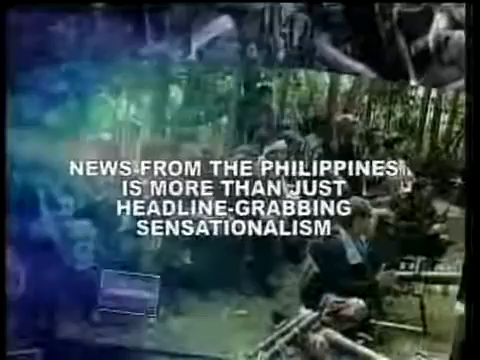 NEWS FROM THE PHILIPPINES
IS MORE THAN JUST
HEADLINE-GRABBING
SENSATIONALISM